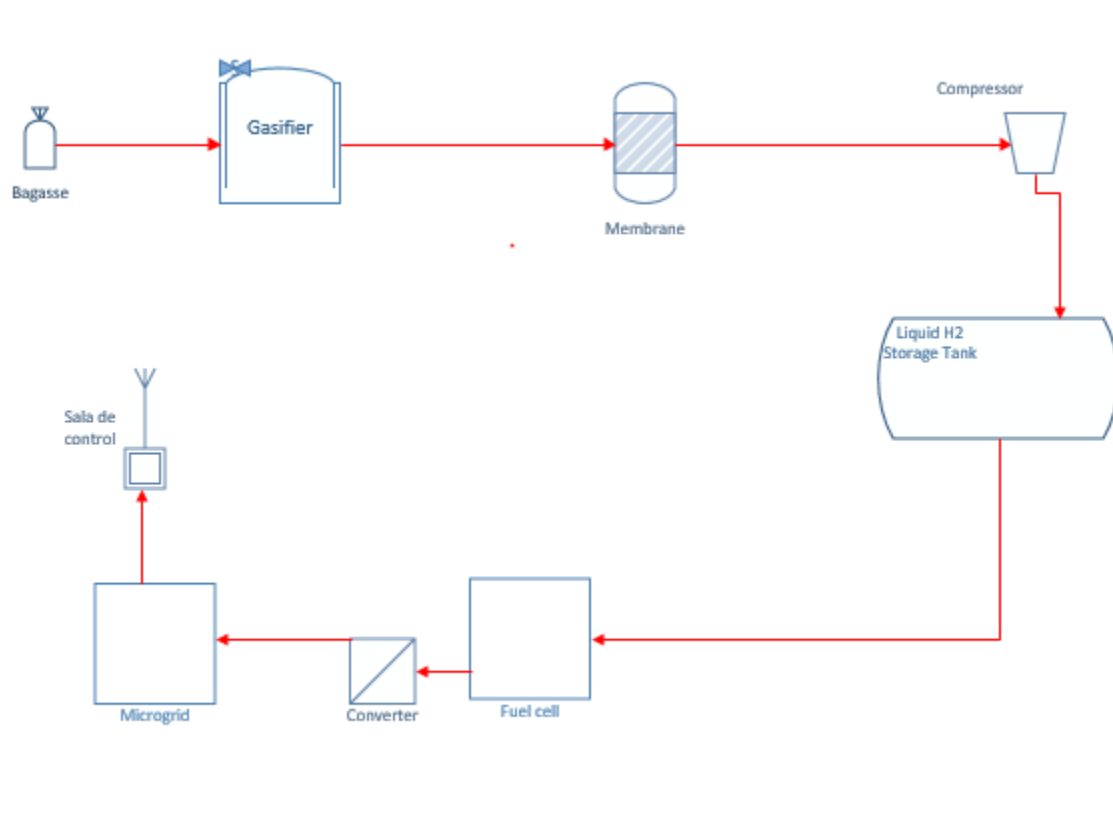 Compressor
Gasifier
Bagasse
Membrane
Liquid H2
Storage Tank
Sala de
control
Microgrid
Converter
Fuel cell